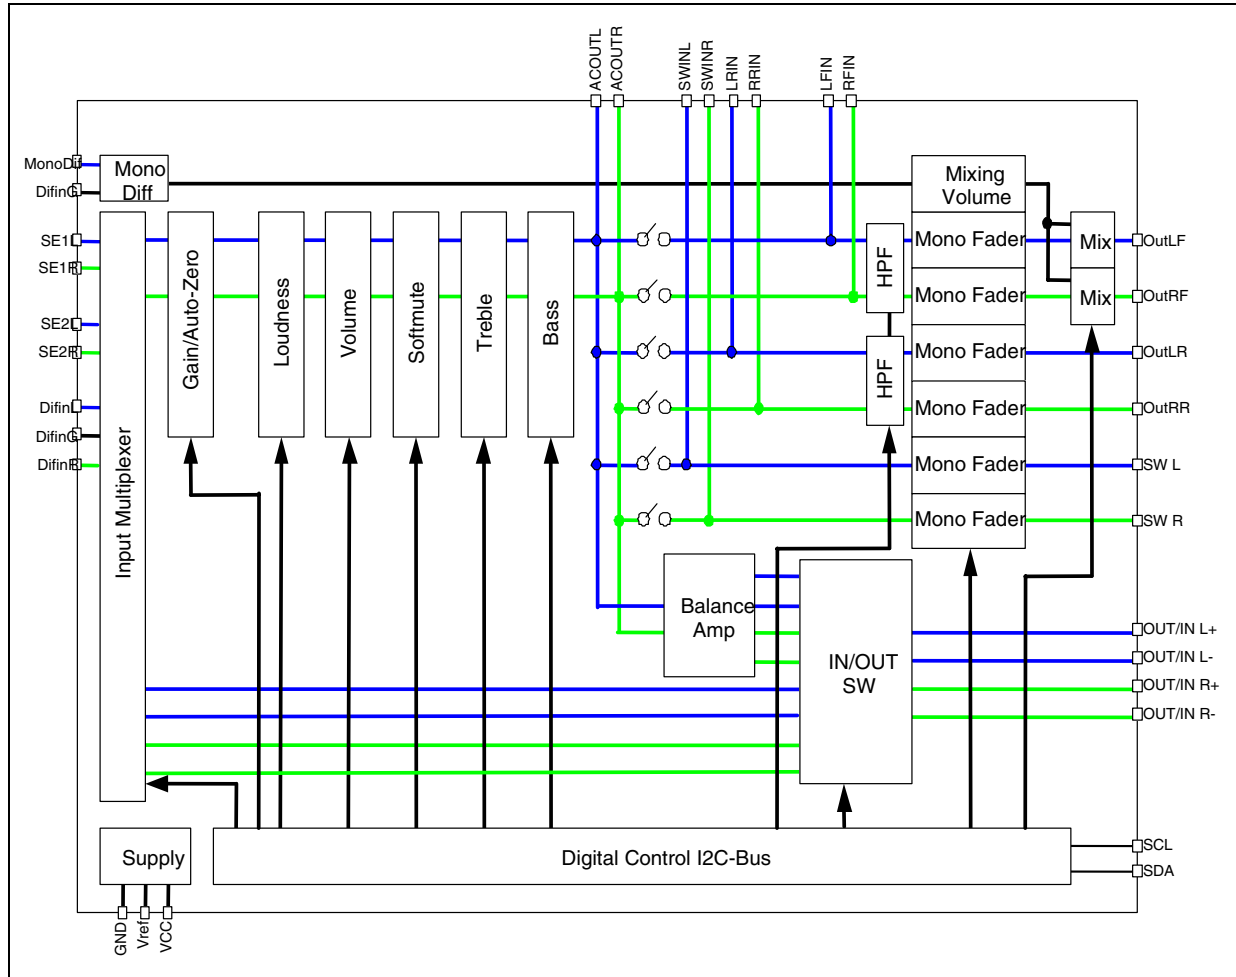 ACOUTL
ACOUTR
SWINL
SWINR
LRIN
RRIN
LFIN
RFIN
MonoDif
DifinG
Mono
Diff
Mixing
Volume
SE1L
SE1R
SE2L
SE2R
DifinL
DifinG
DifinR
Input Multiplexer
Gain/Auto-Zero
Loudness
Volume
Softmute
Treble
Bass
HPF
HPF
Mono Fader
Mono Fader
Mono Fader
Mono Fader
Mono Fader
Mono Fader
Mix
Mix
OutLF
OutRF
OutLR
OutRR
SW L
SW R
Balance
Amp
IN/OUT
SW
OUT/IN L+
OUT/IN L-
OUT/IN R+
OUT/IN R-
Supply
Digital Control I2C-Bus
SCL
SDA
GND
Vref
VCC